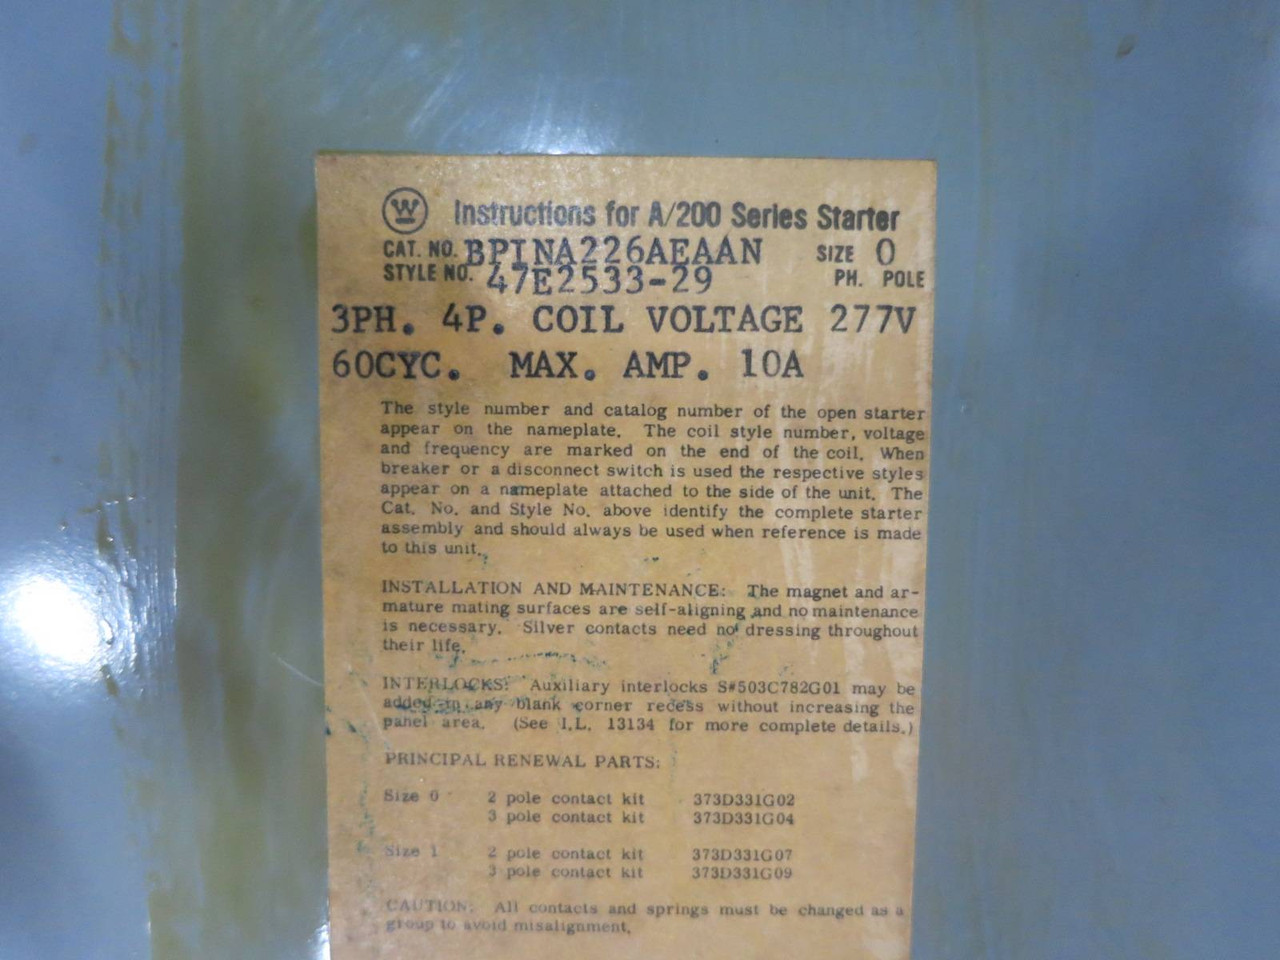 W Instructions for A/200 Series Starter
CAT. NO. BPTNA226AEAAN SIZE 0
STYLE NO. 47E2533-29 PH. POLE
3PH. 4P. COIL VOLTAGE 277V
60CYC. MAX. AMP. 10A
The style number and catalog number of the open starter
appear on the nameplate. The coil style number, voltage
and frequency are marked on the end of the coil. When
breaker or a disconnect switch is used the respective styles
appear on a nameplate attached to the side of the unit. The
Cat. No. and Style No. above identify the complete starter
assembly and should always be used when reference is made
to this unit.
INSTALLATION AND MAINTENANCE: The magnet and ar-
mature mating surfaces are self-aligning and no maintenance
is necessary. Silver contacts need no dressing throughout
their life.
INTERLOCKS: Auxiliary interlocks S#503C782G01 may be
added in any blank corner recess without increasing the
panel area. (See I.L. 13134 for more complete details.)
PRINCIPAL RENEWAL PARTS:
Size 0 2 pole contact kit 373D331G02
3 pole contact kit 373D331G04
Size 1 2 pole contact kit 373D331G07
3 pole contact kit 373D331G09
CAUTION: All contacts and springs must be changed as a
group to avoid misalignment.